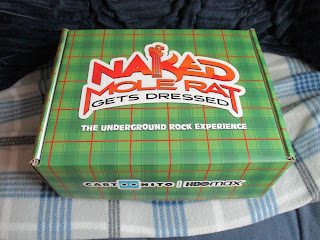 NAKED
MOLE RAT
GETS DRESSED
THE UNDERGROUND ROCK EXPERIENCE
CARTOONITO | HBOmax